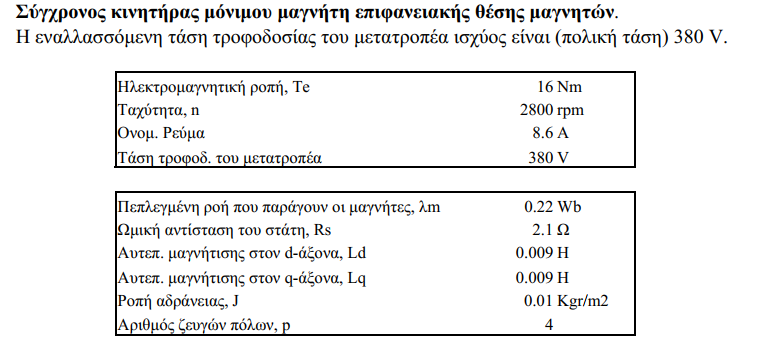 Σύγχρονος κινητήρας μόνιμου μαγνήτη επιφανειακής θέσης μαγνητών.
Η εναλλασσόμενη τάση τροφοδοσίας του μετατροπέα ισχύος είναι (πολική τάση) 380 V.
Ηλεκτρομαγνητική ροπή, Te 16 Nm
Ταχύτητα, n 2800 rpm
Ονομ. Ρεύμα 8.6 A
Τάση τροφοδ. του μετατροπέα 380 V
Πεπλεγμένη ροή που παράγουν οι μαγνήτες, λm 0.22 Wb
Ωμική αντίσταση του στάτη, Rs 2.1 Ω
Αυτεπ. μαγνήτισης στον d-άξονα, Ld 0.009 H
Αυτεπ. μαγνήτισης στον q-άξονα, Lq 0.009 H
Ροπή αδράνειας, J 0.01 Kgr/m2
Αριθμός ζευγών πόλων, p 4